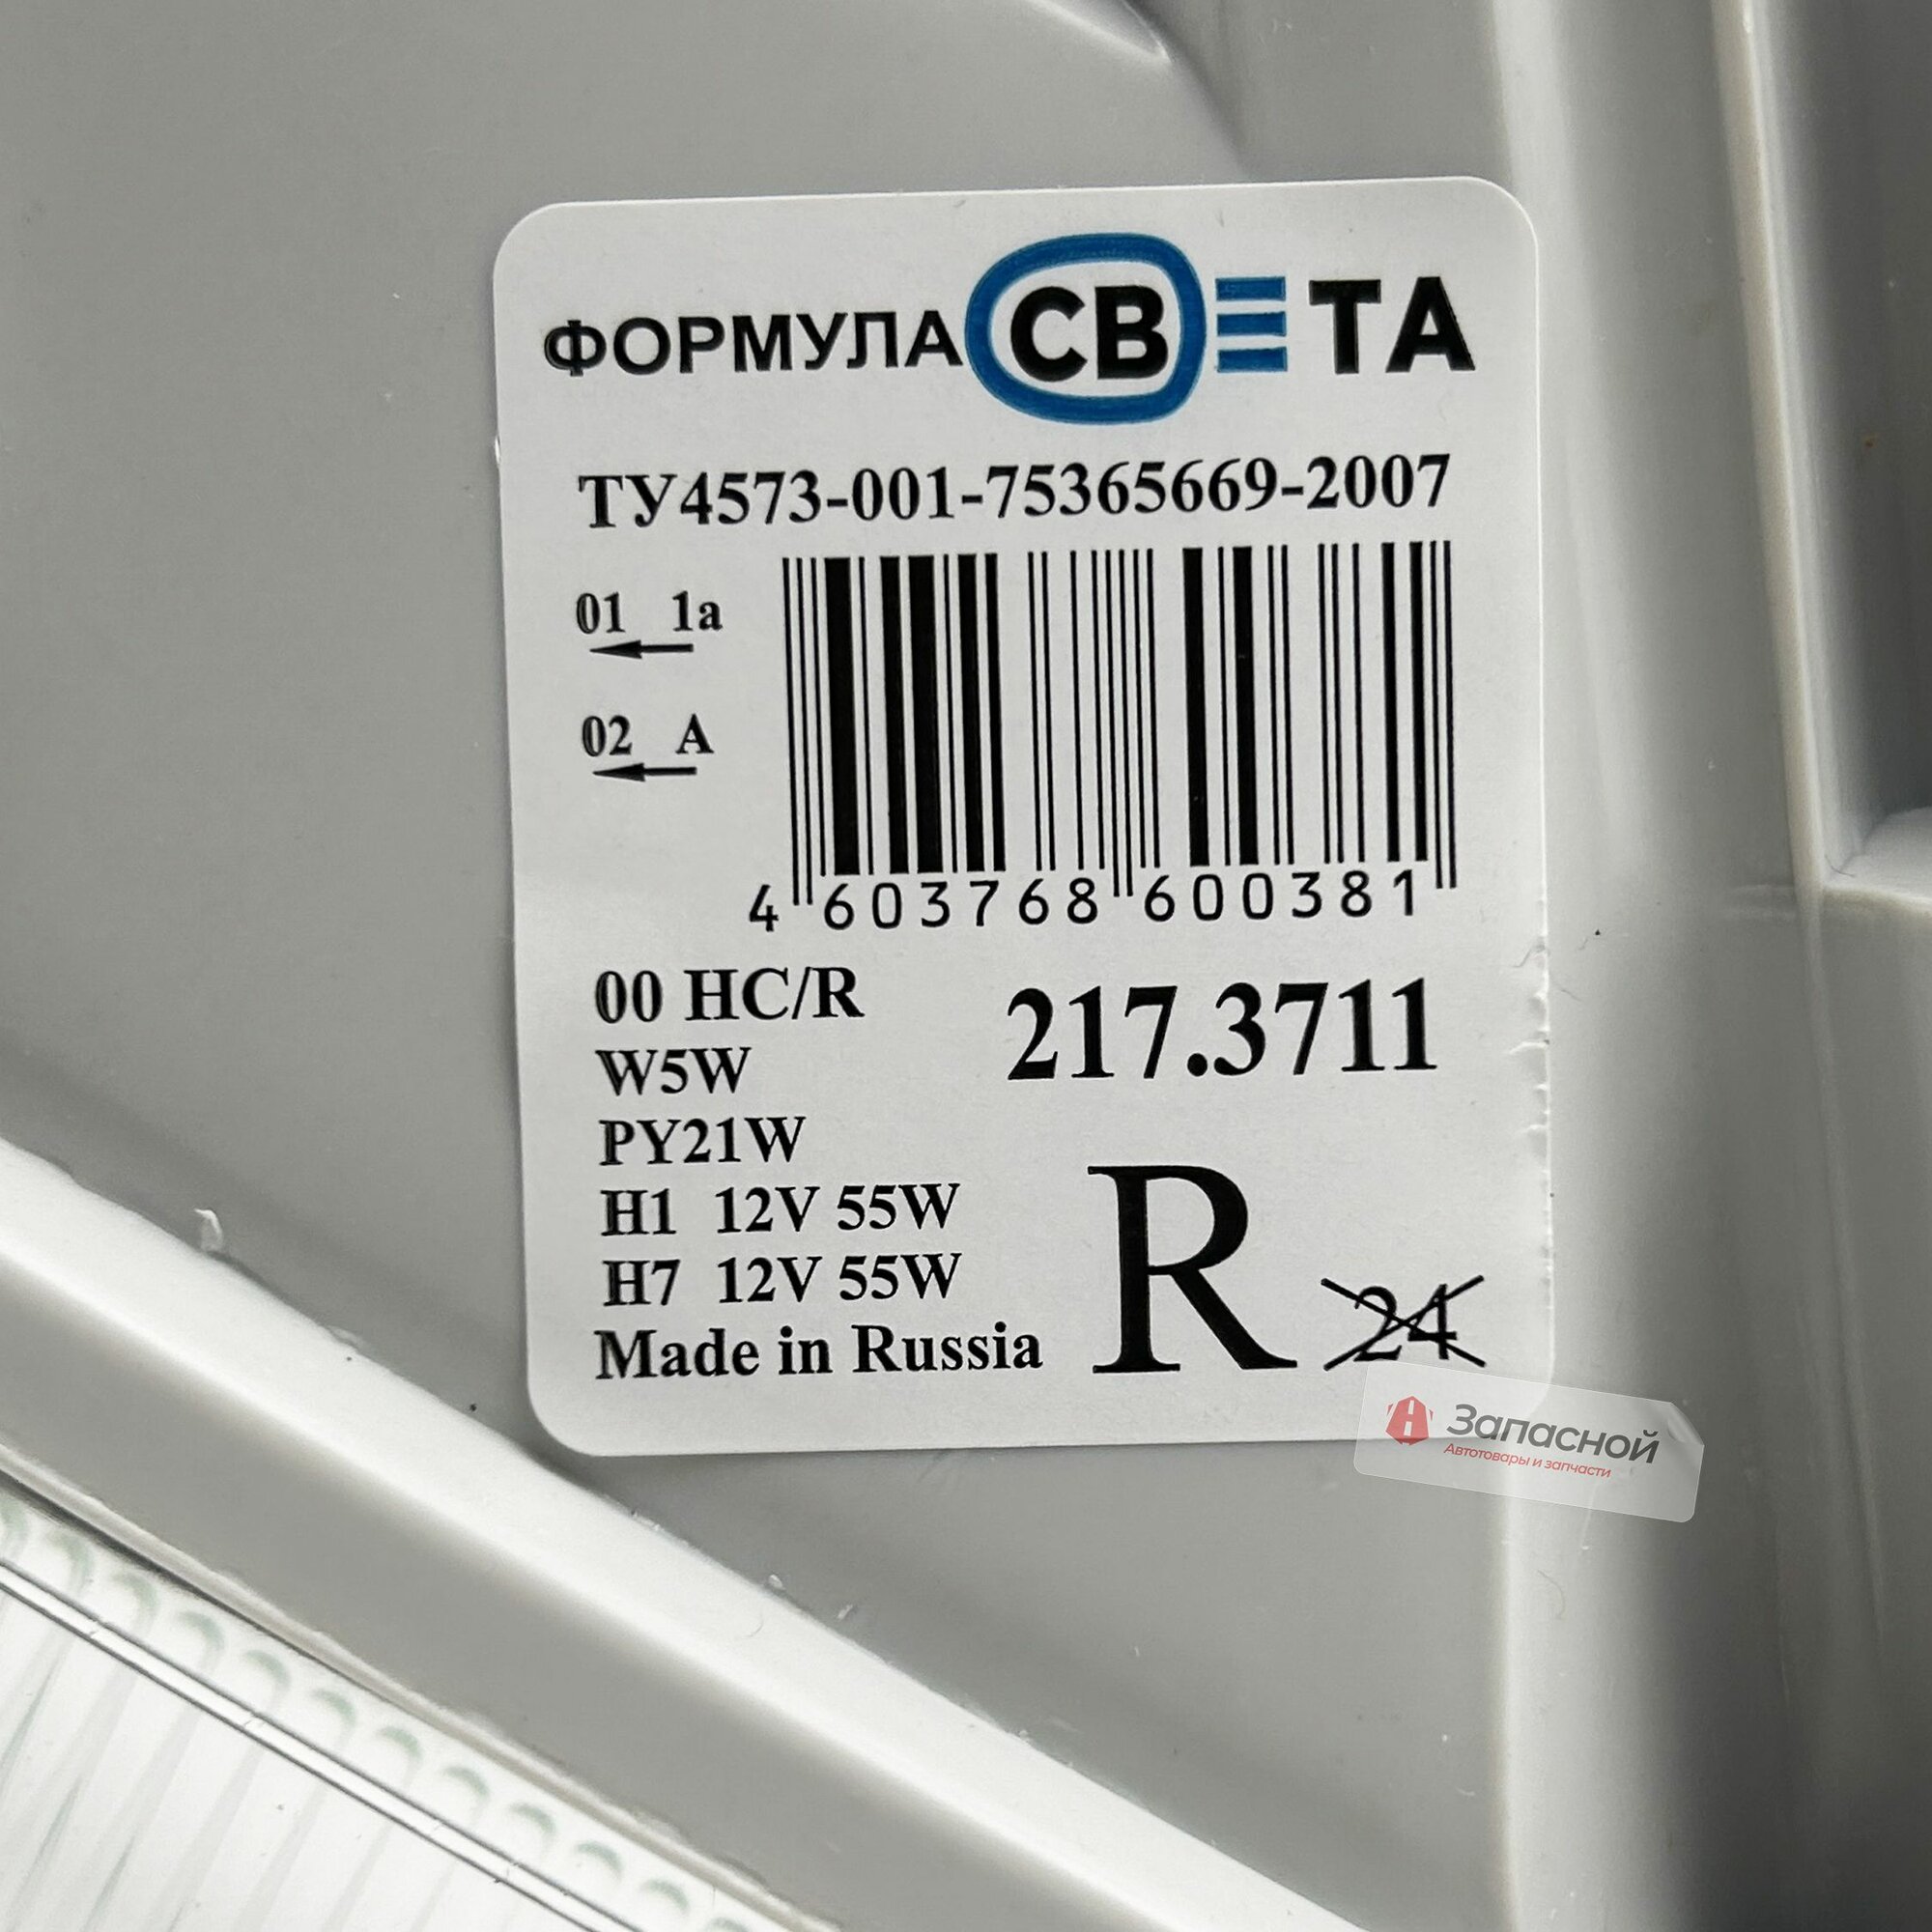 ФОРМУЛА СВЕТА
ТУ4573-001-75365669-2007
01 1a
02 A
4 603768 600381
00 HC/R
217.3711
W5W
PY21W
H1 12V 55W
H7 12V 55W
Made in Russia
R
24
Запасной
Автотовары и запчасти